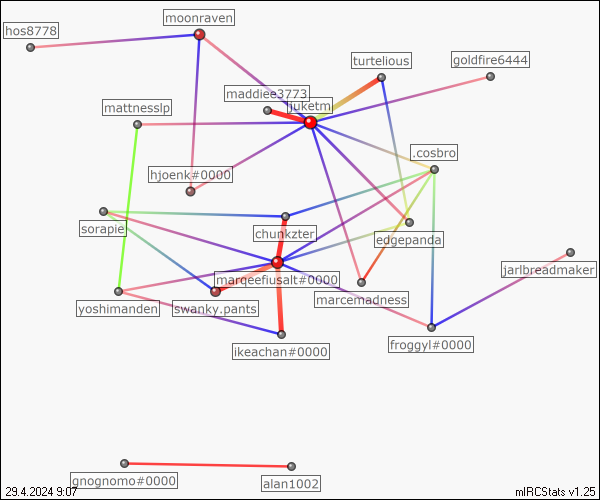 moonraven
hos8778
turtelious
goldfire6444
maddiee3773
juketm
mattnesslp
.cosbro
hjoenk#0000
sorapie
chunkzter
edgepanda
jarlbreadmaker
marqeefiusalt#0000
marcemadness
yoshimanden
swanky.pants
froggyl#0000
ikeachan#0000
gnognomo#0000
alan1002
29.4.2024 9:07
mIRCStats v1.25